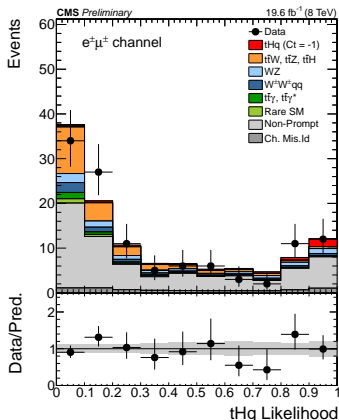 CMS Preliminary 19.6 fb⁻¹ (8 TeV)
Events
60
50
40
30
20
10
0
e±μ± channel
Data
tHq (Ct = -1)
tt̄W, tt̄Z, tt̄H
WZ
W±W±qq
tt̄γ, tt̄γ*
Rare SM
Non-Prompt
Ch. Mis.Id
Data/Pred.
2
1
0
0 0.1 0.2 0.3 0.4 0.5 0.6 0.7 0.8 0.9 1
tHq Likelihood